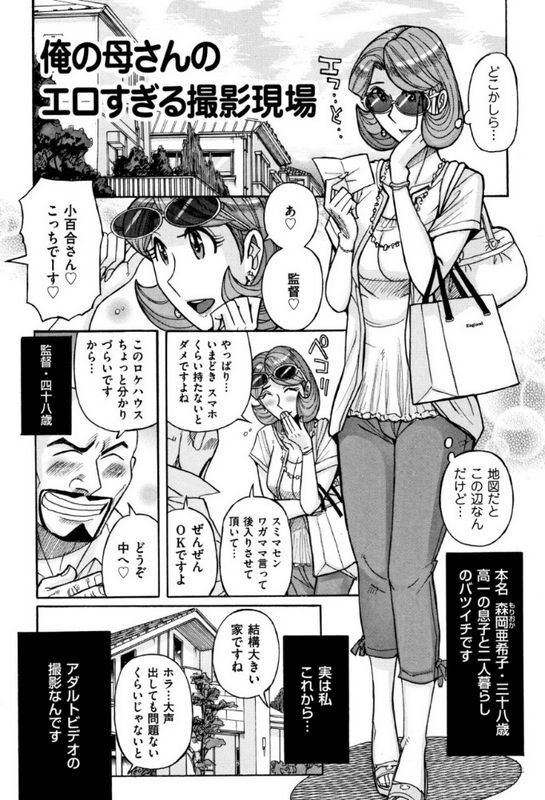 俺の母さんの
エロすぎる撮影現場
エ〜っ…と…
どこかしら…
地図だと
この辺なん
だけど…
England
本名 森岡亜希子・三十八歳
もりおか
高一の息子と二人暮らし
のバツイチです
あ♡
監督♡
小百合さん♡
こっちでーす♡
ペコリ
やっぱり…
いまどき スマホ
くらい持たないと
ダメですよね
スミマセン
ワガママ言って
後入りさせて
頂いて…
このロケハウス
ちょっと分かり
づらいです
から…
監督・四十八歳
ぜんぜん
OKですよ
どうぞ
中へ♡
実は私
これから…
結構大きい
家ですね
ホラ…大声
出しても問題ない
くらいじゃないと
アダルトビデオの
撮影なんです